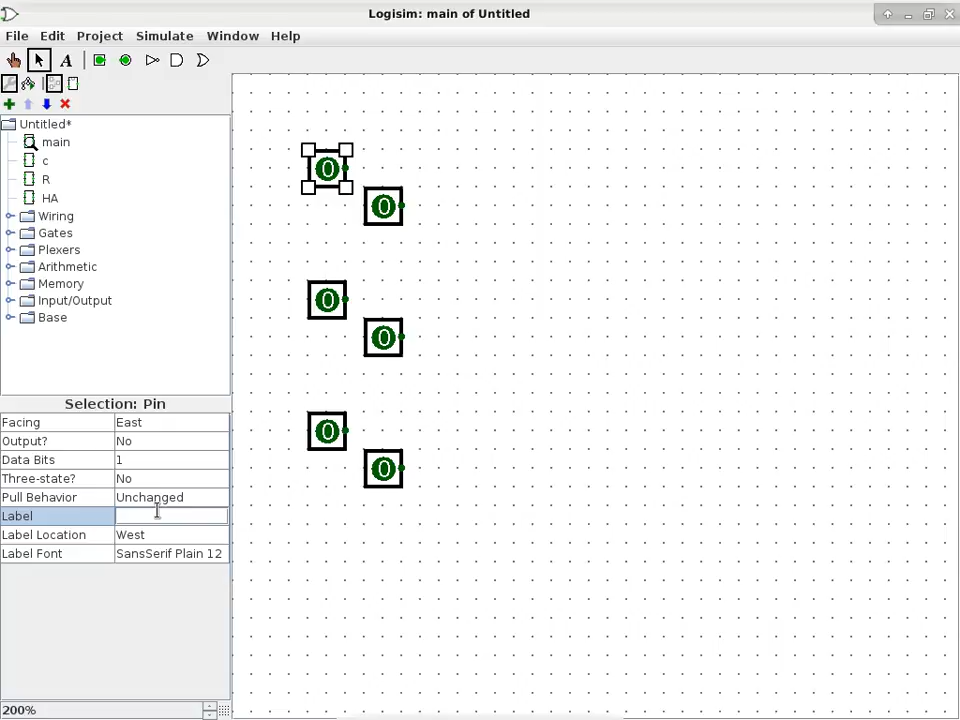 Logisim: main of Untitled
File Edit Project Simulate Window Help
A
Untitled*
main
c
R
HA
Wiring
Gates
Plexers
Arithmetic
Memory
Input/Output
Base
Selection: Pin
Facing East
Output? No
Data Bits 1
Three-state? No
Pull Behavior Unchanged
Label
Label Location West
Label Font SansSerif Plain 12
200%
0
0
0
0
0
0